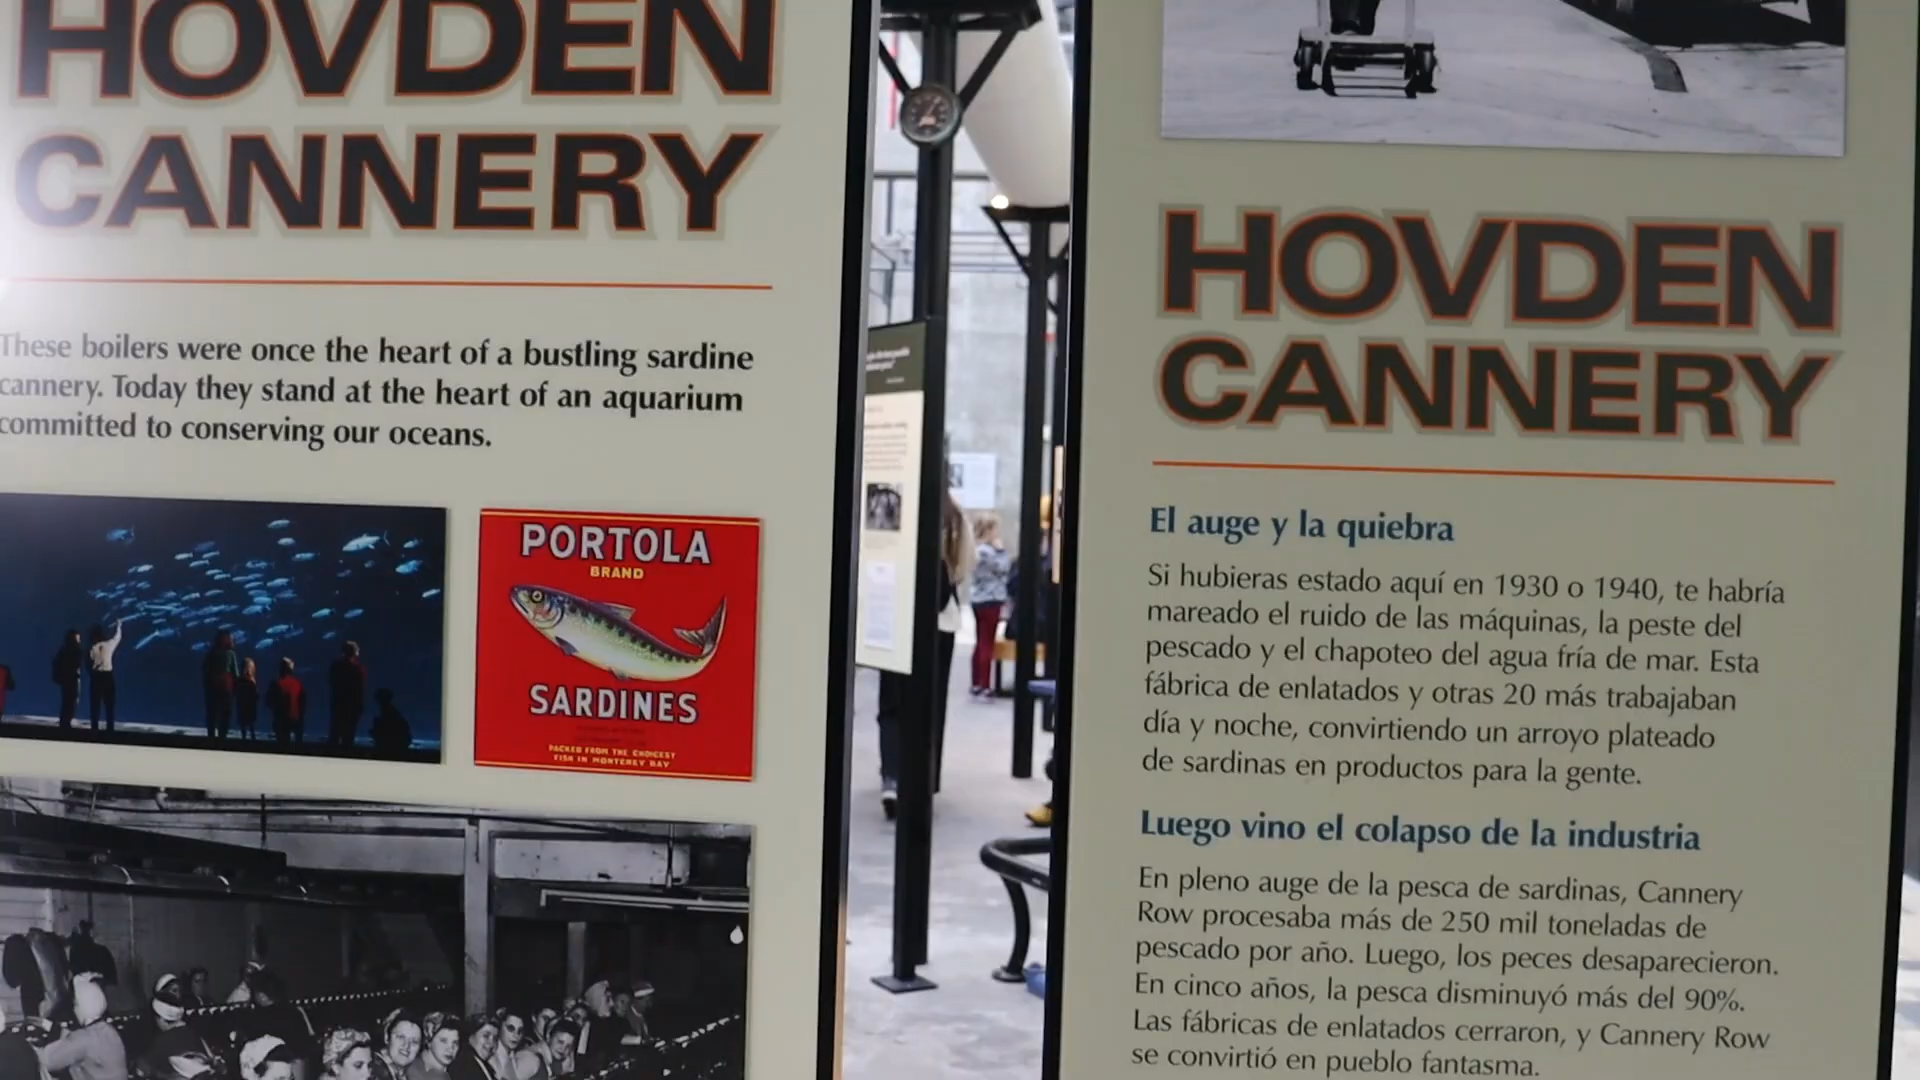 HOVDEN
CANNERY
These boilers were once the heart of a bustling sardine
cannery. Today they stand at the heart of an aquarium
committed to conserving our oceans.
PORTOLA
BRAND
SARDINES
PACKED FROM THE CHOICEST
FISH IN MONTEREY BAY
HOVDEN
CANNERY
El auge y la quiebra
Si hubieras estado aquí en 1930 o 1940, te habría
mareado el ruido de las máquinas, la peste del
pescado y el chapoteo del agua fría de mar. Esta
fábrica de enlatados y otras 20 más trabajaban
día y noche, convirtiendo un arroyo plateado
de sardinas en productos para la gente.
Luego vino el colapso de la industria
En pleno auge de la pesca de sardinas, Cannery
Row procesaba más de 250 mil toneladas de
pescado por año. Luego, los peces desaparecieron.
En cinco años, la pesca disminuyó más del 90%.
Las fábricas de enlatados cerraron, y Cannery Row
se convirtió en pueblo fantasma.